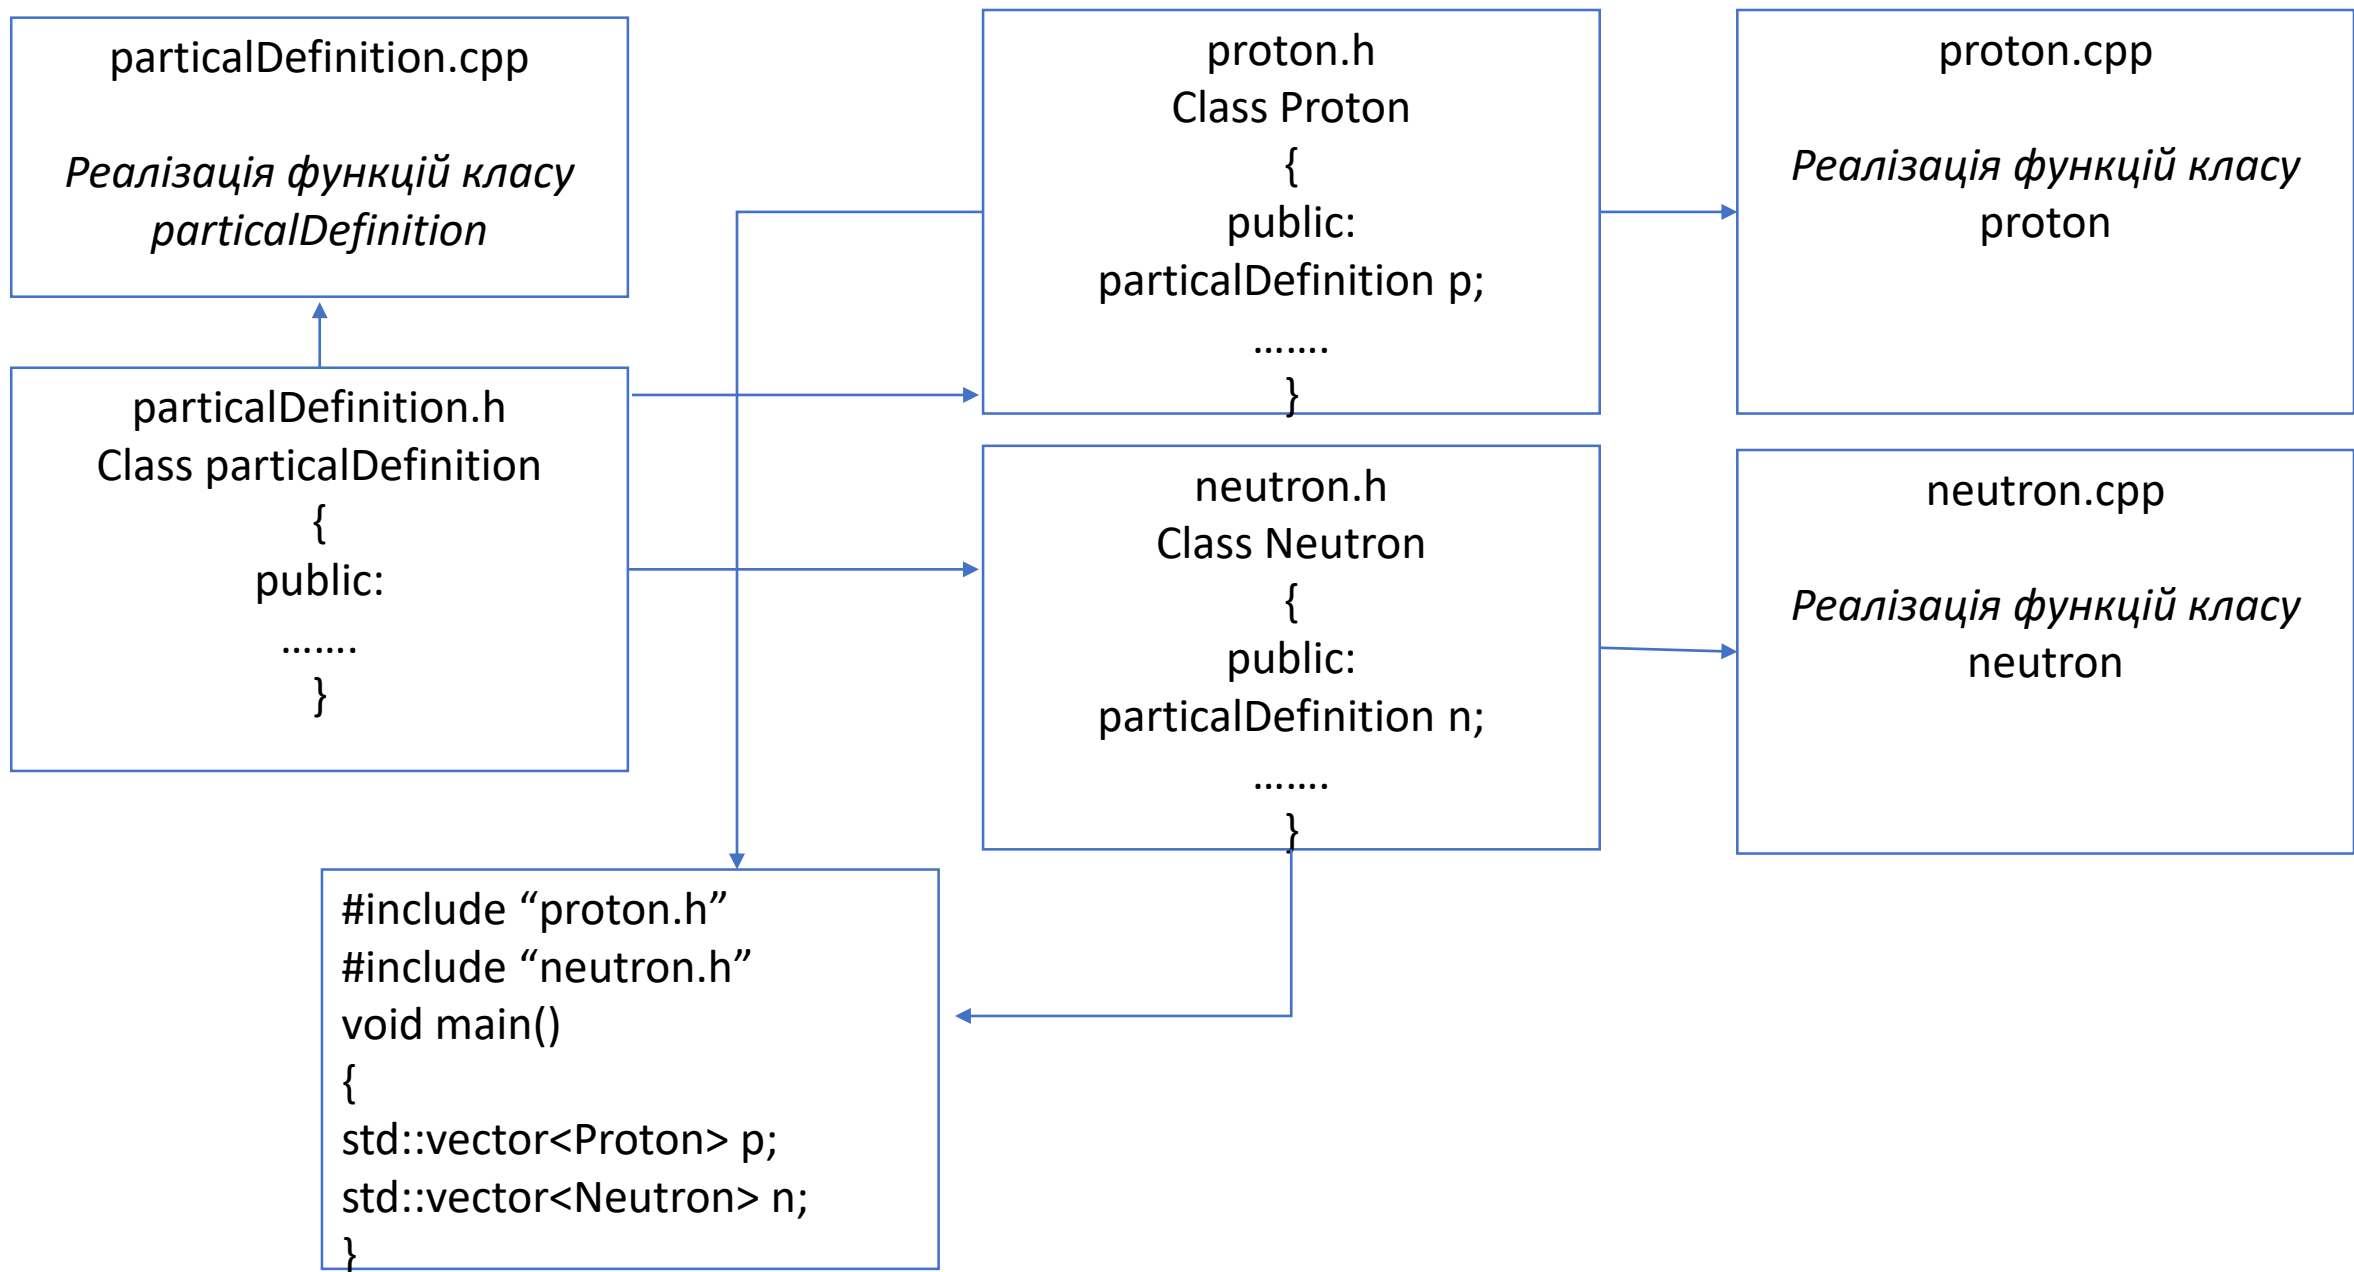 particalDefinition.cpp
Реалізація функцій класу
particalDefinition
particalDefinition.h
Class particalDefinition
{
public:
…….
}
proton.h
Class Proton
{
public:
particalDefinition p;
…….
}
proton.cpp
Реалізація функцій класу
proton
neutron.h
Class Neutron
{
public:
particalDefinition n;
…….
}
neutron.cpp
Реалізація функцій класу
neutron
#include “proton.h”
#include “neutron.h”
void main()
{
std::vector<Proton> p;
std::vector<Neutron> n;
}